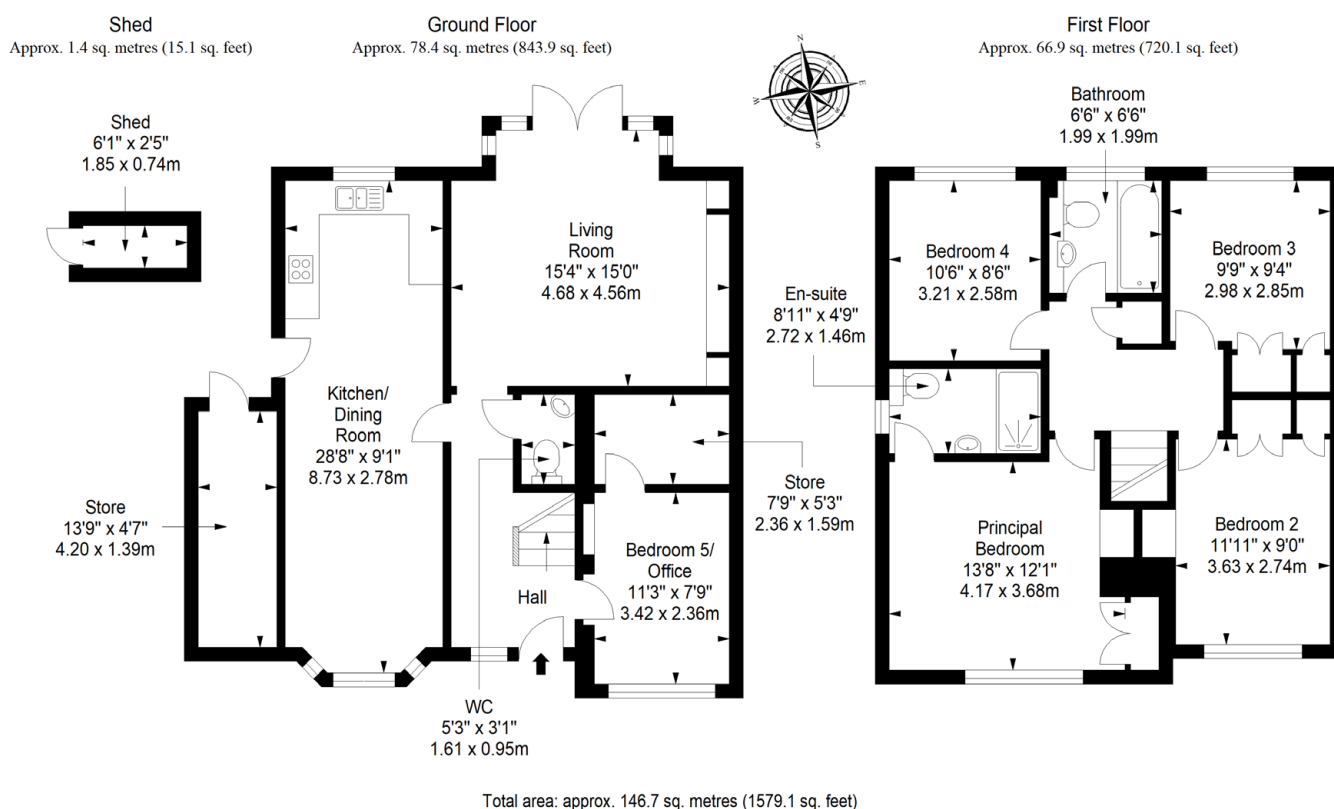 Shed
Approx. 1.4 sq. metres (15.1 sq. feet)
Ground Floor
Approx. 78.4 sq. metres (843.9 sq. feet)
First Floor
Approx. 66.9 sq. metres (720.1 sq. feet)
N
E
S
W
Shed
6'1" x 2'5"
1.85 x 0.74m
Living
Room
15'4" x 15'0"
4.68 x 4.56m
Kitchen/
Dining
Room
28'8" x 9'1"
8.73 x 2.78m
Store
13'9" x 4'7"
4.20 x 1.39m
Store
7'9" x 5'3"
2.36 x 1.59m
Bedroom 5/
Office
11'3" x 7'9"
3.42 x 2.36m
Hall
WC
5'3" x 3'1"
1.61 x 0.95m
Bathroom
6'6" x 6'6"
1.99 x 1.99m
Bedroom 4
10'6" x 8'6"
3.21 x 2.58m
Bedroom 3
9'9" x 9'4"
2.98 x 2.85m
En-suite
8'11" x 4'9"
2.72 x 1.46m
Principal
Bedroom
13'8" x 12'1"
4.17 x 3.68m
Bedroom 2
11'11" x 9'0"
3.63 x 2.74m
Total area: approx. 146.7 sq. metres (1579.1 sq. feet)